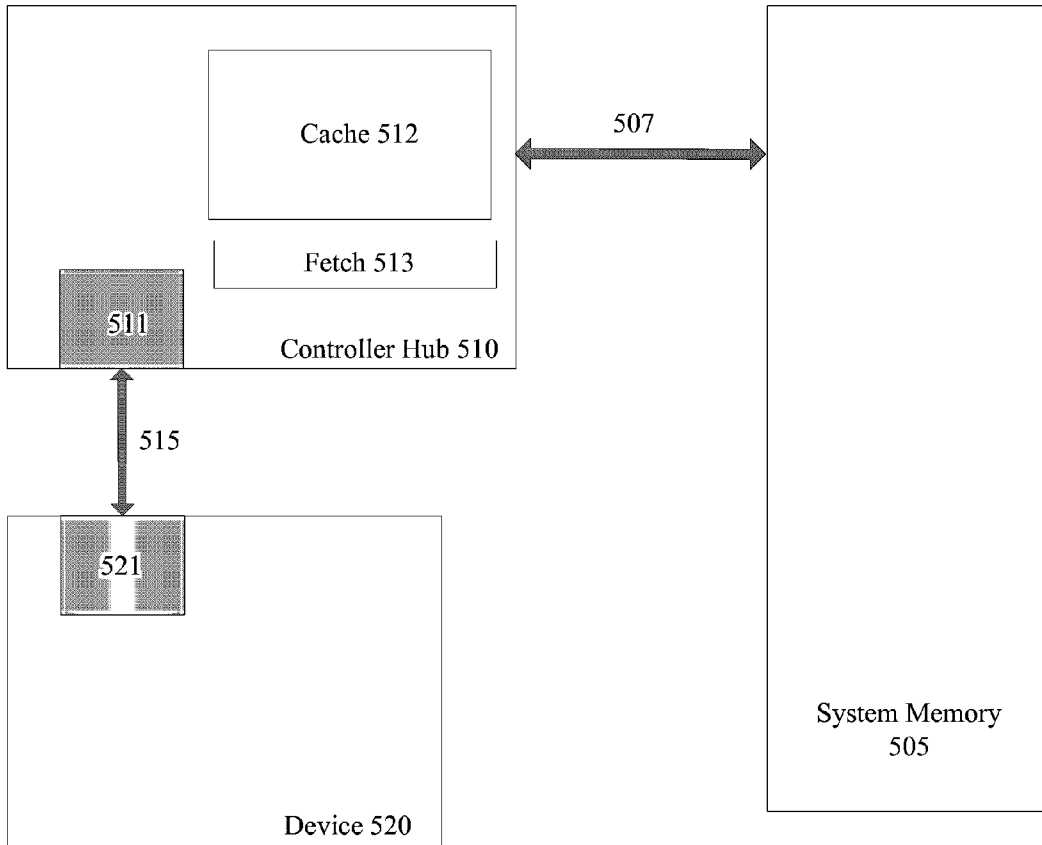 Cache 512
507
Fetch 513
511
Controller Hub 510
515
521
System Memory
505
Device 520